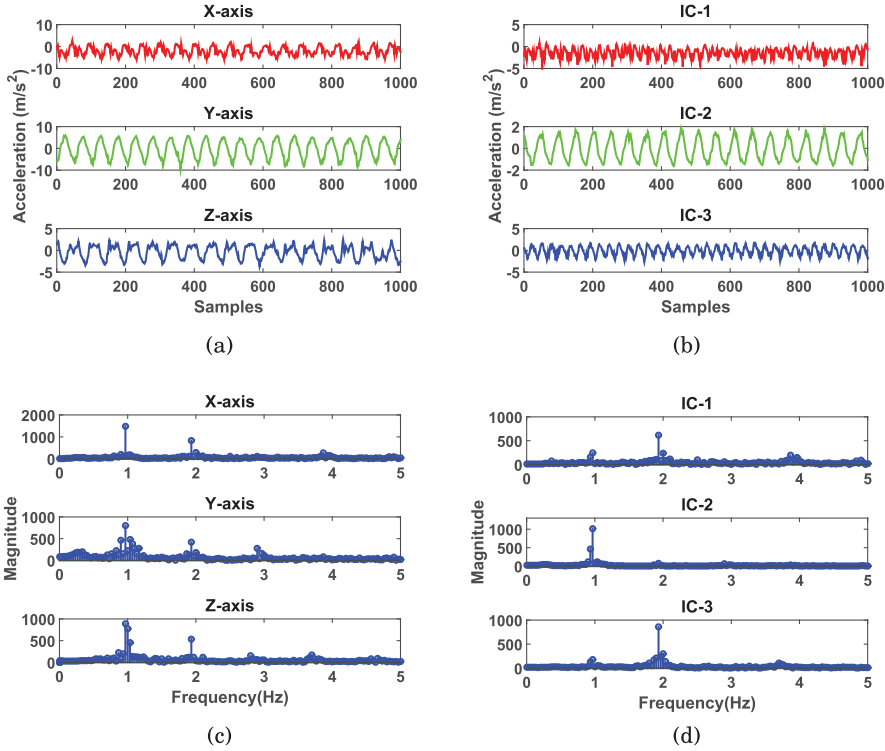 X-axis
10
0
-10
0 200 400 600 800 1000
Y-axis
10
0
-10
0 200 400 600 800 1000
Z-axis
5
0
-5
0 200 400 600 800 1000
Acceleration (m/s²)
Samples
(a)
IC-1
5
0
-5
0 200 400 600 800 1000
IC-2
2
0
-2
0 200 400 600 800 1000
IC-3
5
0
-5
0 200 400 600 800 1000
Acceleration (m/s²)
Samples
(b)
X-axis
2000
1000
0
0 1 2 3 4 5
Y-axis
1000
500
0
0 1 2 3 4 5
Z-axis
1000
500
0
0 1 2 3 4 5
Magnitude
Frequency(Hz)
(c)
IC-1
1000
500
0
0 1 2 3 4 5
IC-2
1000
500
0
0 1 2 3 4 5
IC-3
1000
500
0
0 1 2 3 4 5
Magnitude
Frequency(Hz)
(d)